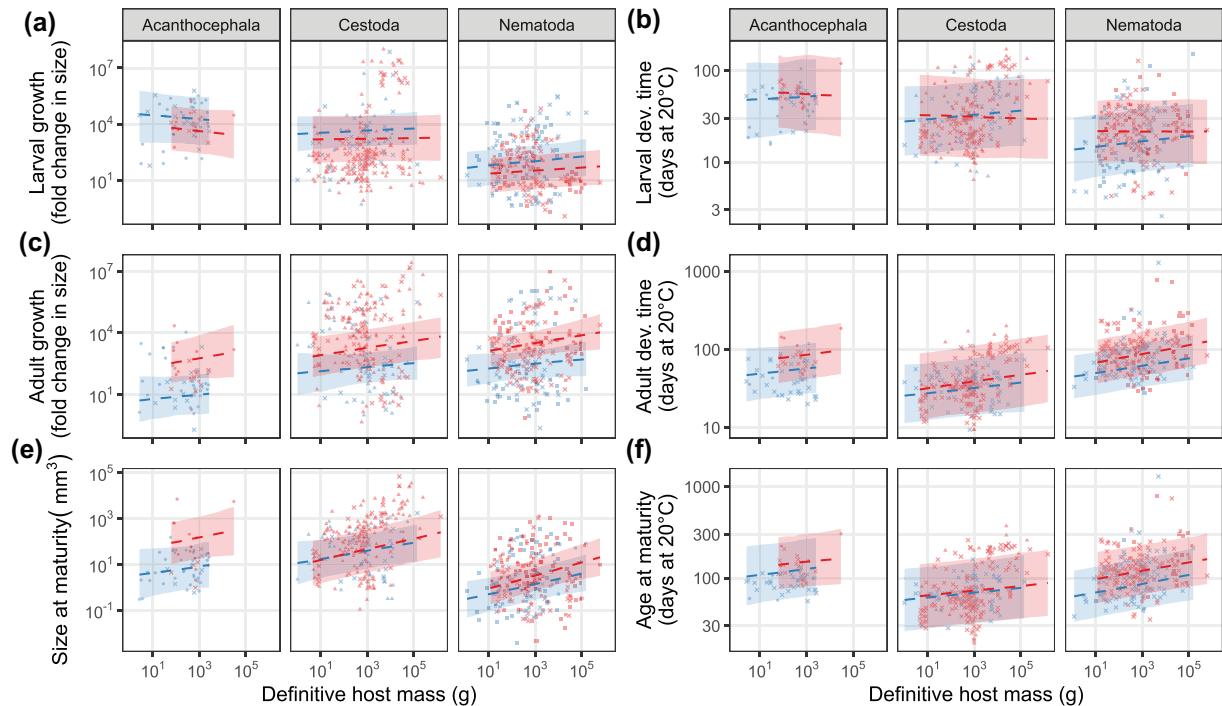 (a)
Acanthocephala
Cestoda
Nematoda
Larval growth
(fold change in size)
10^7
10^4
10^1
(b)
Acanthocephala
Cestoda
Nematoda
Larval dev. time
(days at 20°C)
100
30
10
3
(c)
Adult growth
(fold change in size)
10^7
10^4
10^1
(d)
Adult dev. time
(days at 20°C)
1000
100
10
(e)
Size at maturity( mm^3)
10^5
10^3
10^1
10^-1
10^1 10^3 10^5
10^1 10^3 10^5
10^1 10^3 10^5
Definitive host mass (g)
(f)
Age at maturity
(days at 20°C)
1000
300
100
30
10^1 10^3 10^5
10^1 10^3 10^5
10^1 10^3 10^5
Definitive host mass (g)